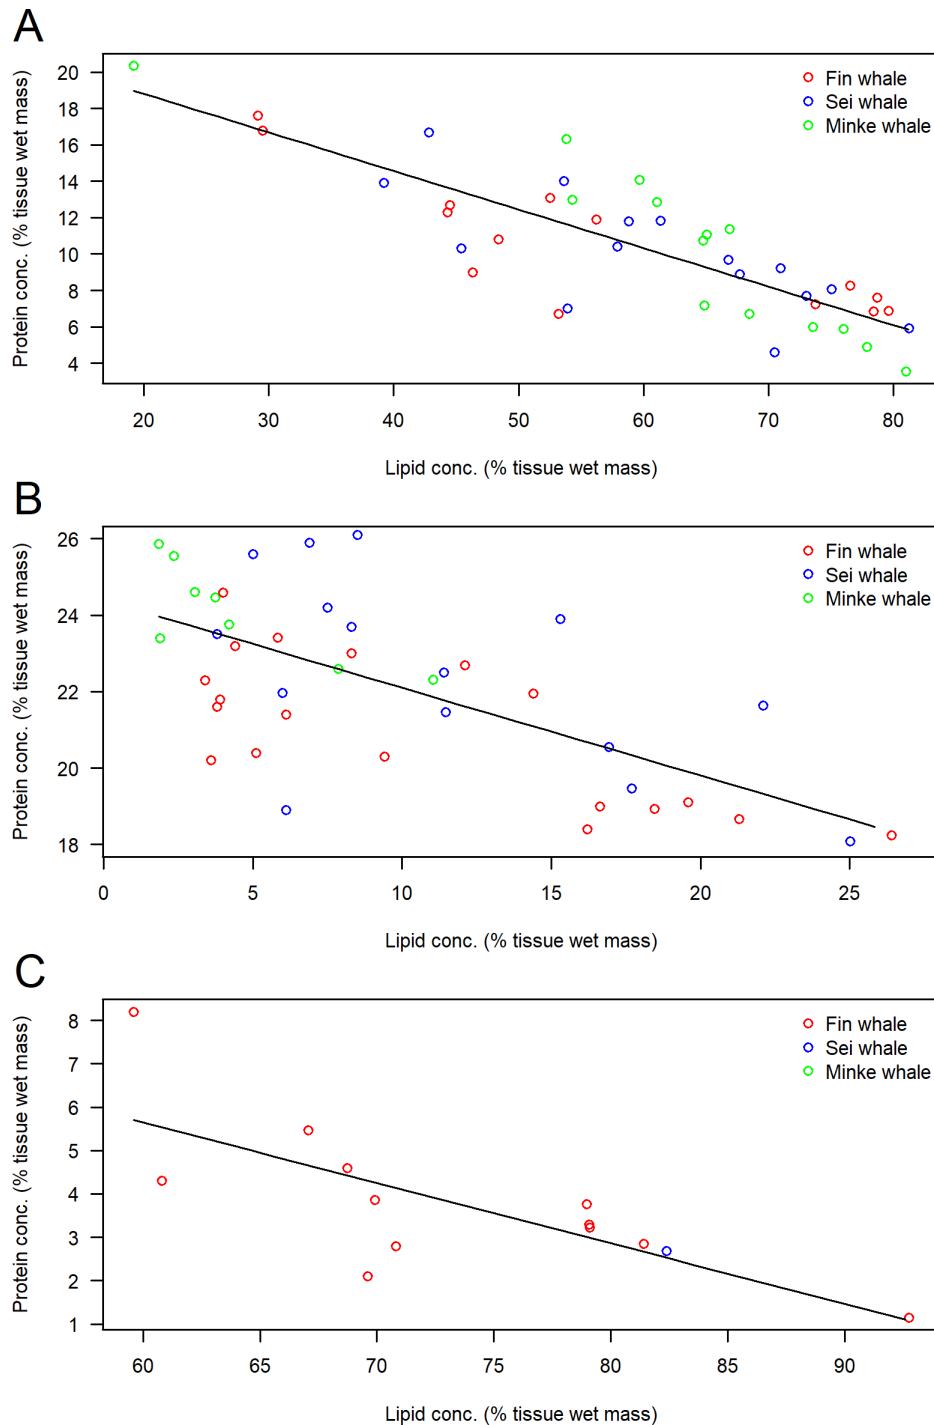 A
Protein conc. (% tissue wet mass)
20
18
16
14
12
10
8
6
4
Fin whale
Sei whale
Minke whale
20 30 40 50 60 70 80
Lipid conc. (% tissue wet mass)
B
Protein conc. (% tissue wet mass)
26
24
22
20
18
Fin whale
Sei whale
Minke whale
0 5 10 15 20 25
Lipid conc. (% tissue wet mass)
C
Protein conc. (% tissue wet mass)
8
7
6
5
4
3
2
1
Fin whale
Sei whale
Minke whale
60 65 70 75 80 85 90
Lipid conc. (% tissue wet mass)